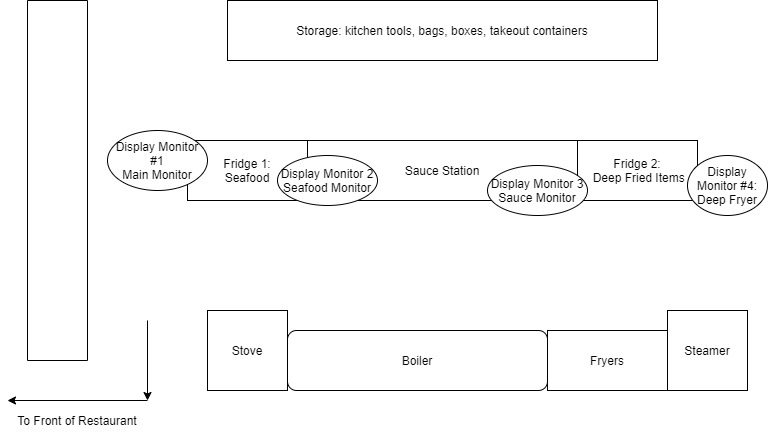 Storage: kitchen tools, bags, boxes, takeout containers
Display Monitor
#1
Main Monitor
Fridge 1:
Seafood
Display Monitor 2
Seafood Monitor
Sauce Station
Display Monitor 3
Sauce Monitor
Fridge 2:
Deep Fried Items
Display
Monitor #4:
Deep Fryer
Stove
Boiler
Fryers
Steamer
To Front of Restaurant